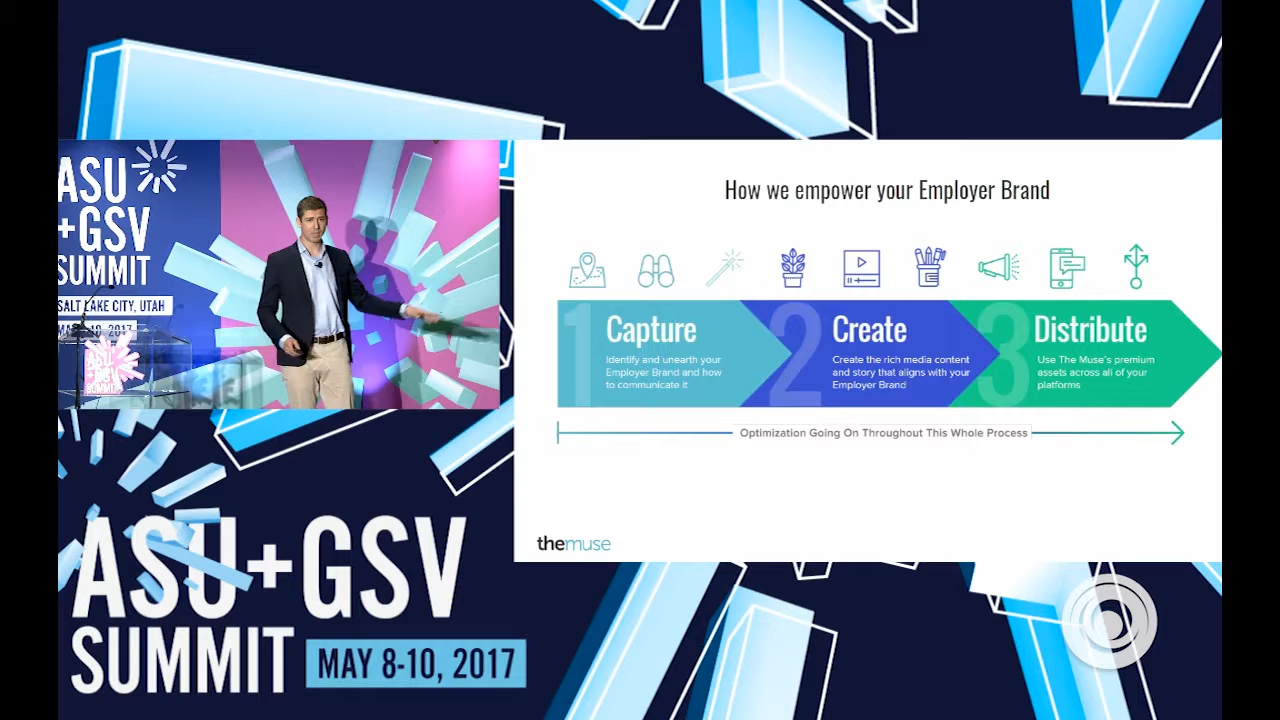 ASU
+GSV
SUMMIT
SALT LAKE CITY, UTAH
How we empower your Employer Brand
1
Capture
Identify and unearth your
Employer Brand and how
to communicate it
2
Create
Create the rich media content
and story that aligns with your
Employer Brand
3
Distribute
Use The Muse's premium
assets across all of your
platforms
Optimization Going On Throughout This Whole Process
themuse
ASU+GSV
SUMMIT
MAY 8-10, 2017